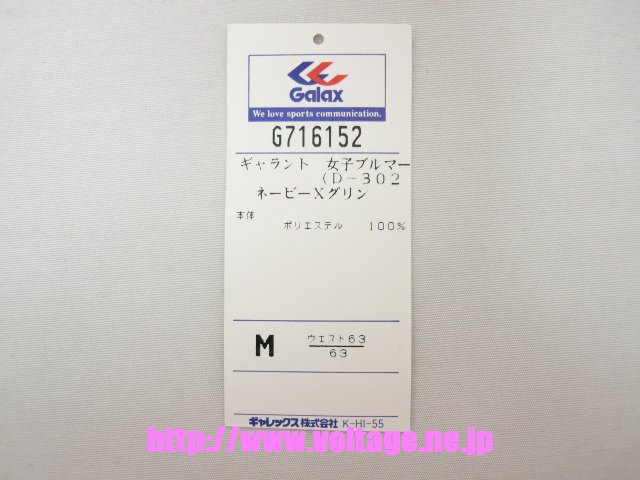 Galax
We love sports communication.
G716152
ギャラント 女子ブルマー
(D-302
ネービーXグリン
本体
ポリエステル 100%
M ウエスト63
63
ギャレックス株式会社 K-HI-55
http://www.voltage.ne.jp